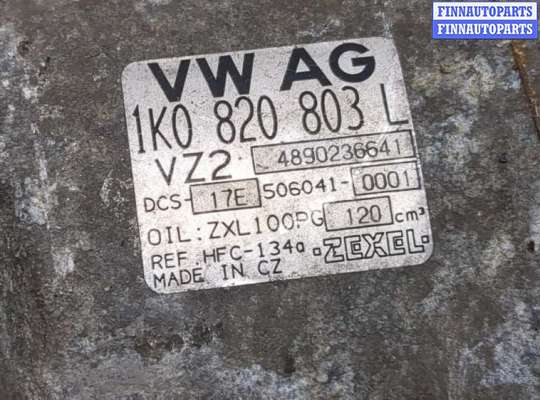 FINNAUTOPARTS
FINNAUTOPARTS
VW AG
1K0 820 803 L
VZ2 4890236641
DCS-17E 506041-0001
OIL:ZXL100PG 120 cm³
REF.HFC-134a ZEXEL
MADE IN CZ